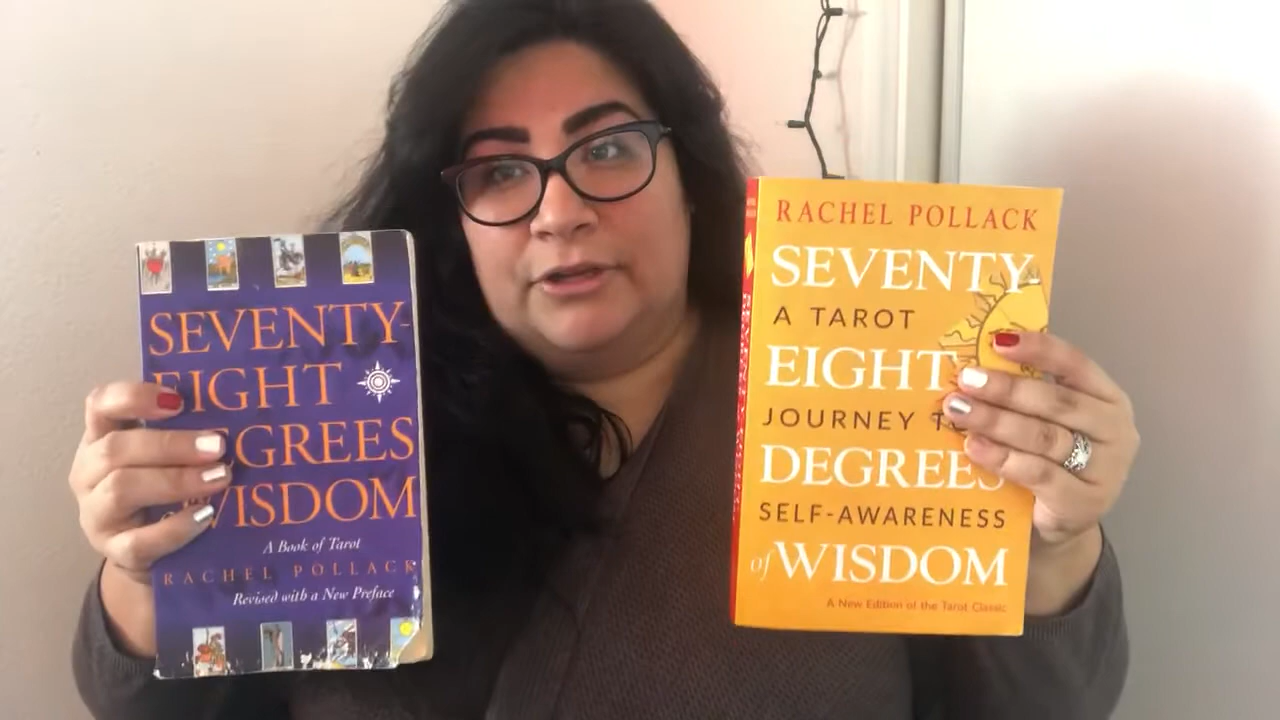 SEVENTY-
EIGHT
DEGREES
of WISDOM
A Book of Tarot
RACHEL POLLACK
Revised with a New Preface
RACHEL POLLACK
SEVENTY
A TAROT
EIGHT
JOURNEY TO
DEGREES
SELF-AWARENESS
of WISDOM
A New Edition of the Tarot Classic